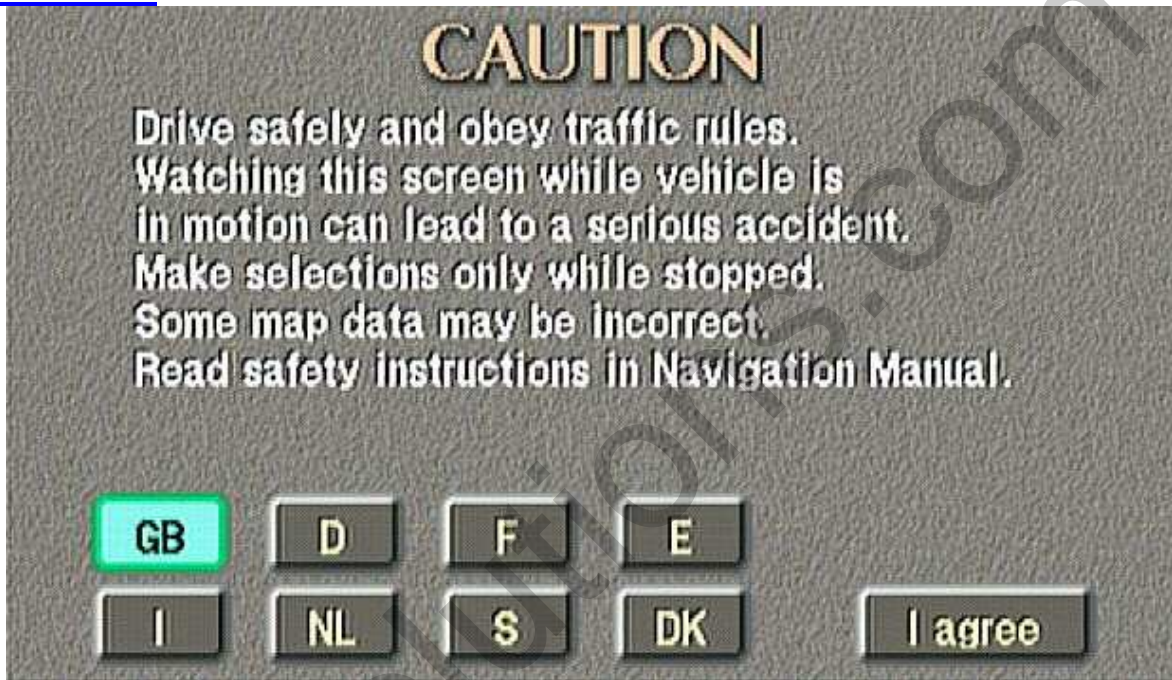 CAUTION
Drive safely and obey traffic rules.
Watching this screen while vehicle is
in motion can lead to a serious accident.
Make selections only while stopped.
Some map data may be incorrect.
Read safety instructions in Navigation Manual.
GB D F E
I NL S DK I agree